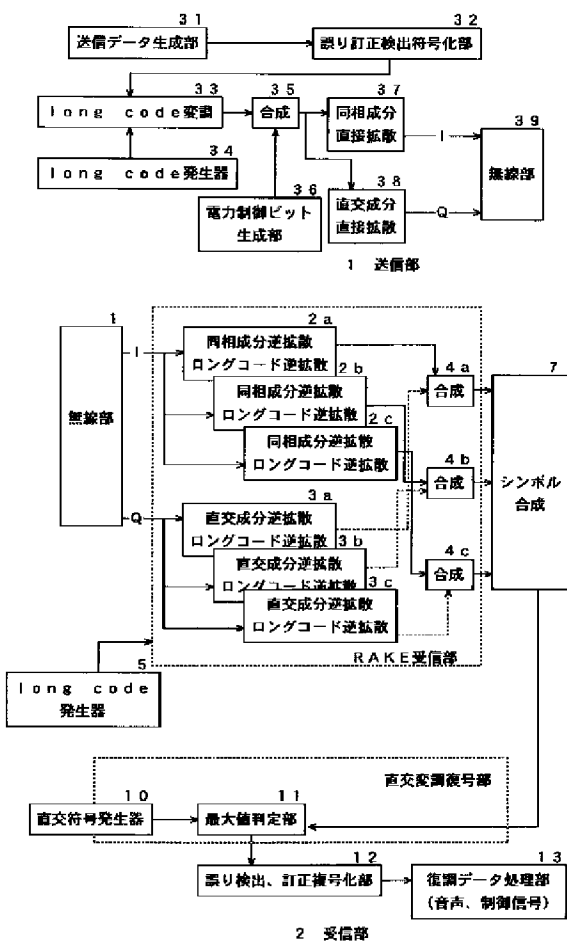 31
送信データ生成部
32
誤り訂正検出符号化部
33
long code変調
34
long code発生器
35
合成
36
電力制御ビット
生成部
37
同相成分
直接拡散
I
38
直交成分
直接拡散
Q
39
無線部
1 送信部
1
無線部
I
Q
2a
同相成分逆拡散
ロングコード逆拡散
2b
同相成分逆拡散
ロングコード逆拡散
2c
同相成分逆拡散
ロングコード逆拡散
3a
直交成分逆拡散
ロングコード逆拡散
3b
直交成分逆拡散
ロングコード逆拡散
3c
直交成分逆拡散
ロングコード逆拡散
4a
合成
4b
合成
4c
合成
7
シンボル
合成
RAKE受信部
5
long code
発生器
直交変調復号部
10
直交符号発生器
11
最大値判定部
12
誤り検出、訂正複号化部
13
復調データ処理部
(音声、制御信号)
2 受信部